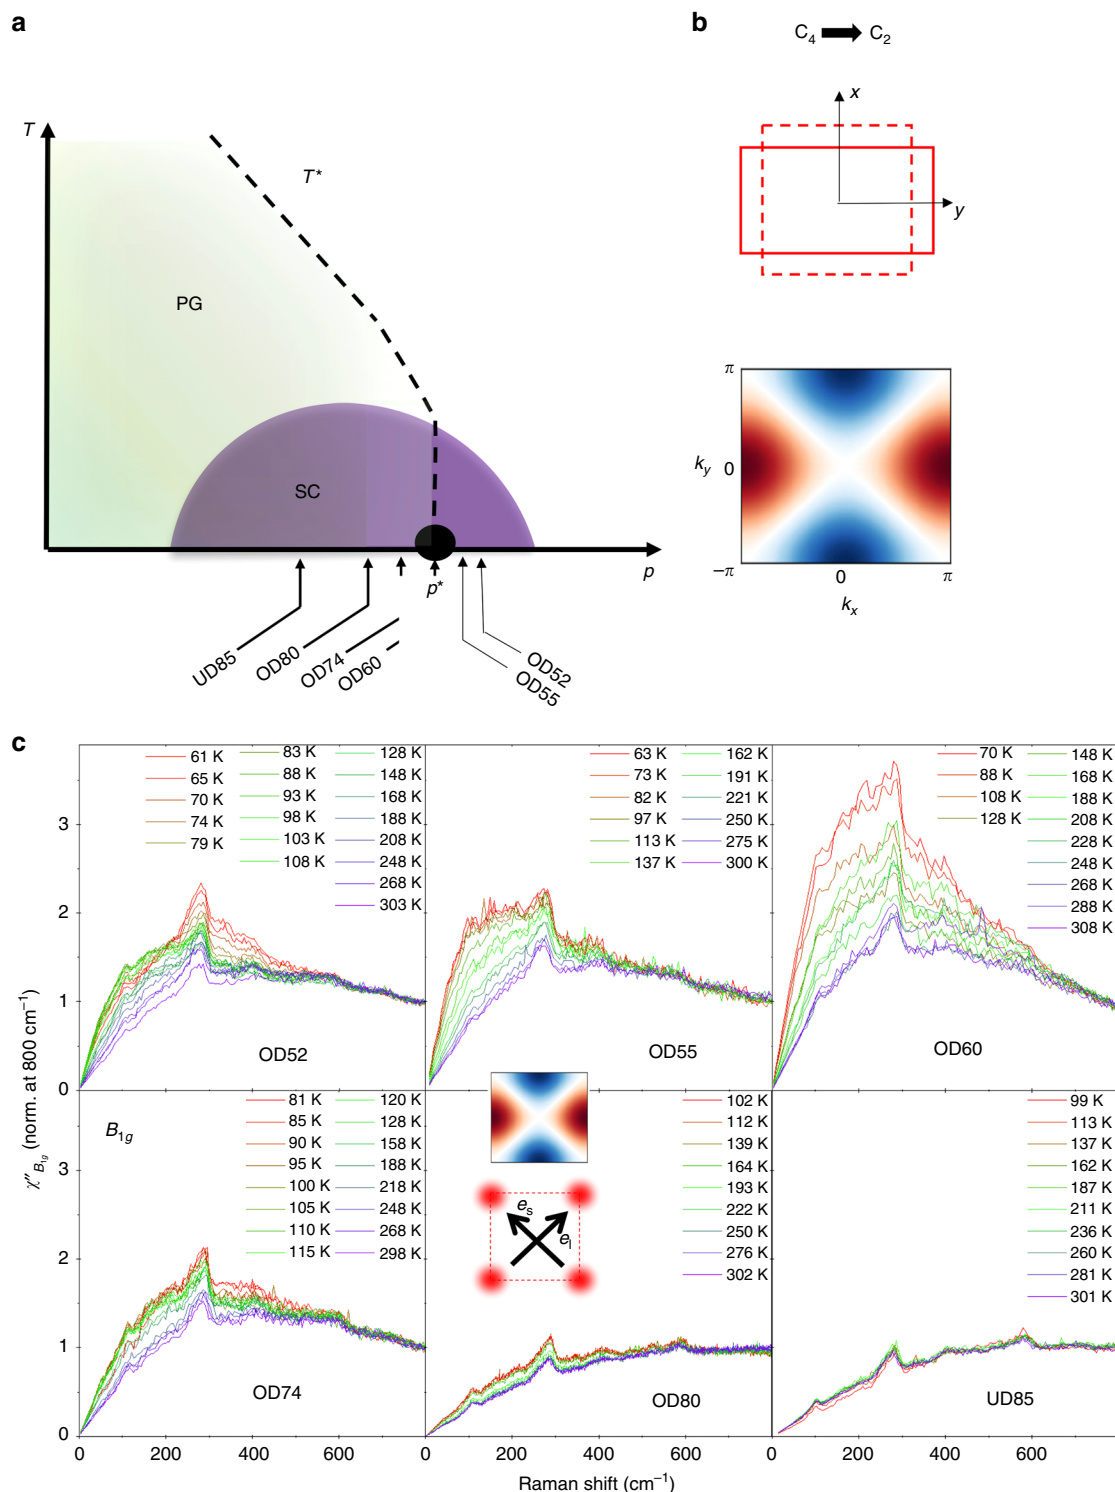 a
T
T*
PG
SC
p
p*
UD85
OD80
OD74
OD60
OD52
OD55
b
C4 → C2
x
y
π
ky 0
−π
0 π
kx
c
χ″B1g (norm. at 800 cm−1)
3
2
1
0
61 K 83 K 128 K
65 K 88 K 148 K
70 K 93 K 168 K
74 K 98 K 188 K
79 K 103 K 208 K
108 K 248 K
268 K
303 K
OD52
63 K 162 K
73 K 191 K
82 K 221 K
97 K 250 K
113 K 275 K
137 K 300 K
OD55
70 K 148 K
88 K 168 K
108 K 188 K
128 K 208 K
228 K
248 K
268 K
288 K
308 K
OD60
3
2
1
0
B1g
81 K 120 K
85 K 128 K
90 K 158 K
95 K 188 K
100 K 218 K
105 K 248 K
110 K 268 K
115 K 298 K
OD74
es
el
102 K
112 K
139 K
164 K
193 K
222 K
250 K
276 K
302 K
OD80
99 K
113 K
137 K
162 K
187 K
211 K
236 K
260 K
281 K
301 K
UD85
0 200 400 600 0 200 400 600 0 200 400 600
Raman shift (cm−1)